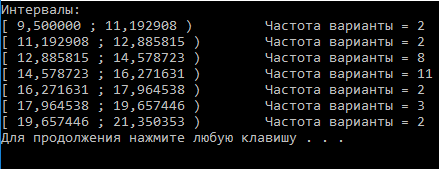 Интервалы:
[ 9,500000 ; 11,192908 ) Частота варианты = 2
[ 11,192908 ; 12,885815 ) Частота варианты = 2
[ 12,885815 ; 14,578723 ) Частота варианты = 8
[ 14,578723 ; 16,271631 ) Частота варианты = 11
[ 16,271631 ; 17,964538 ) Частота варианты = 2
[ 17,964538 ; 19,657446 ) Частота варианты = 3
[ 19,657446 ; 21,350353 ) Частота варианты = 2
Для продолжения нажмите любую клавишу . . .